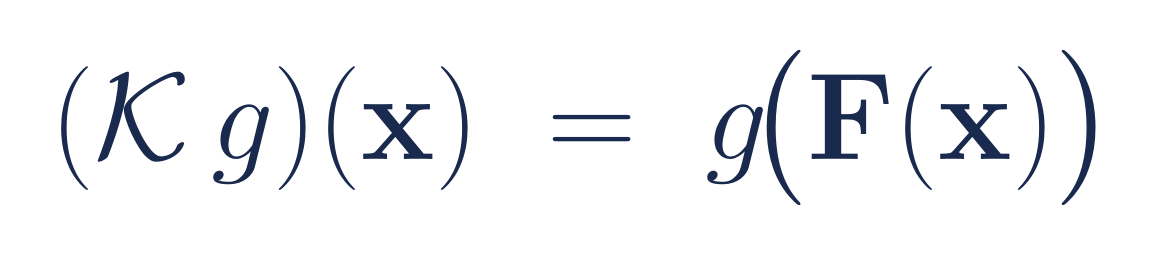 (𝒦 g)(𝐱) = g(𝐅(𝐱))